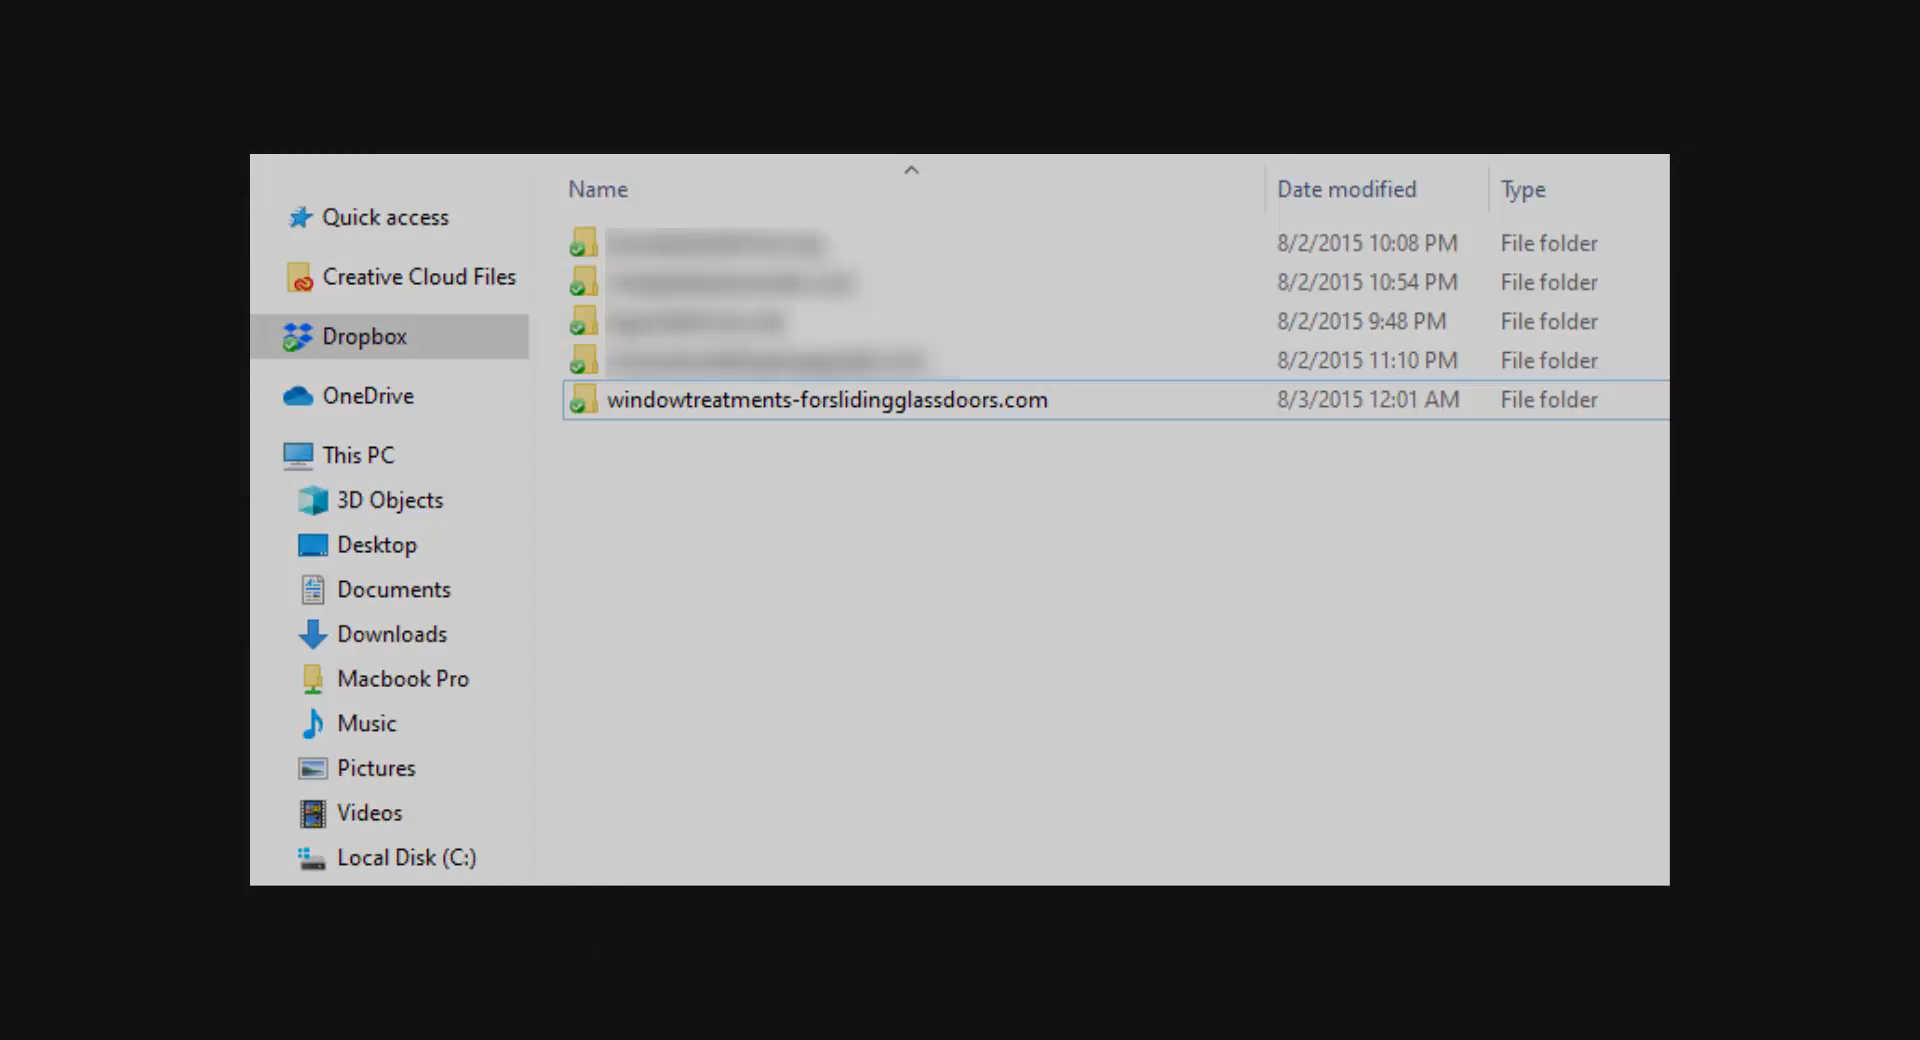 Name
Date modified
Type
Quick access
Creative Cloud Files
Dropbox
OneDrive
This PC
3D Objects
Desktop
Documents
Downloads
Macbook Pro
Music
Pictures
Videos
Local Disk (C:)
8/2/2015 10:08 PM File folder
8/2/2015 10:54 PM File folder
8/2/2015 9:48 PM File folder
8/2/2015 11:10 PM File folder
windowtreatments-forslidingglassdoors.com 8/3/2015 12:01 AM File folder